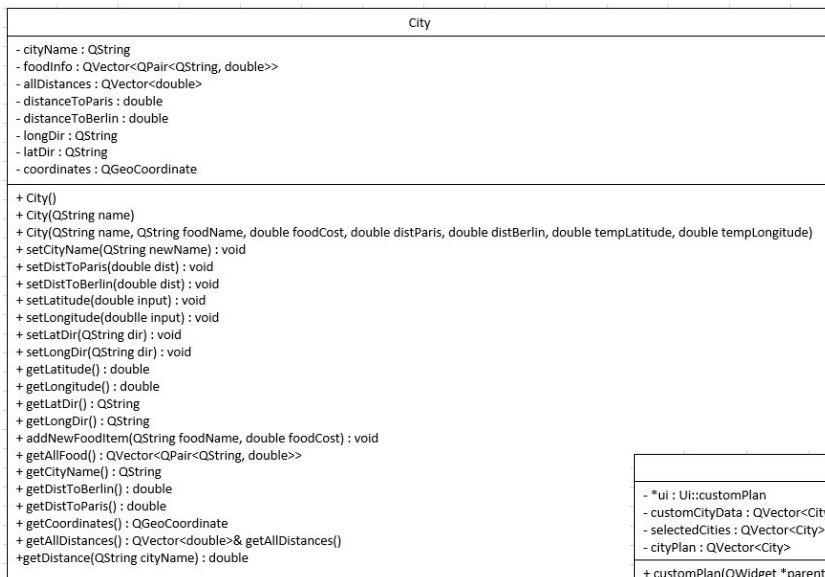 City
- cityName : QString
- foodInfo : QVector<QPair<QString, double>>
- allDistances : QVector<double>
- distanceToParis : double
- distanceToBerlin : double
- longDir : QString
- latDir : QString
- coordinates : QGeoCoordinate
+ City()
+ City(QString name)
+ City(QString name, QString foodName, double foodCost, double distParis, double distBerlin, double tempLatitude, double tempLongitude)
+ setCityName(QString newName) : void
+ setDistToParis(double dist) : void
+ setDistToBerlin(double dist) : void
+ setLatitude(double input) : void
+ setLongitude(doublle input) : void
+ setLatDir(QString dir) : void
+ setLongDir(QString dir) : void
+ getLatitude() : double
+ getLongitude() : double
+ getLatDir() : QString
+ getLongDir() : QString
+ addNewFoodItem(QString foodName, double foodCost) : void
+ getAllFood() : QVector<QPair<QString, double>>
+ getCityName() : QString
+ getDistToBerlin() : double
+ getDistToParis() : double
+ getCoordinates() : QGeoCoordinate
+ getAllDistances() : QVector<double>& getAllDistances()
+getDistance(QString cityName) : double
- *ui : Ui::customPlan
- customCityData : QVector<City
- selectedCities : QVector<City>
- cityPlan : QVector<City>
+ customPlan(QWidget *parent